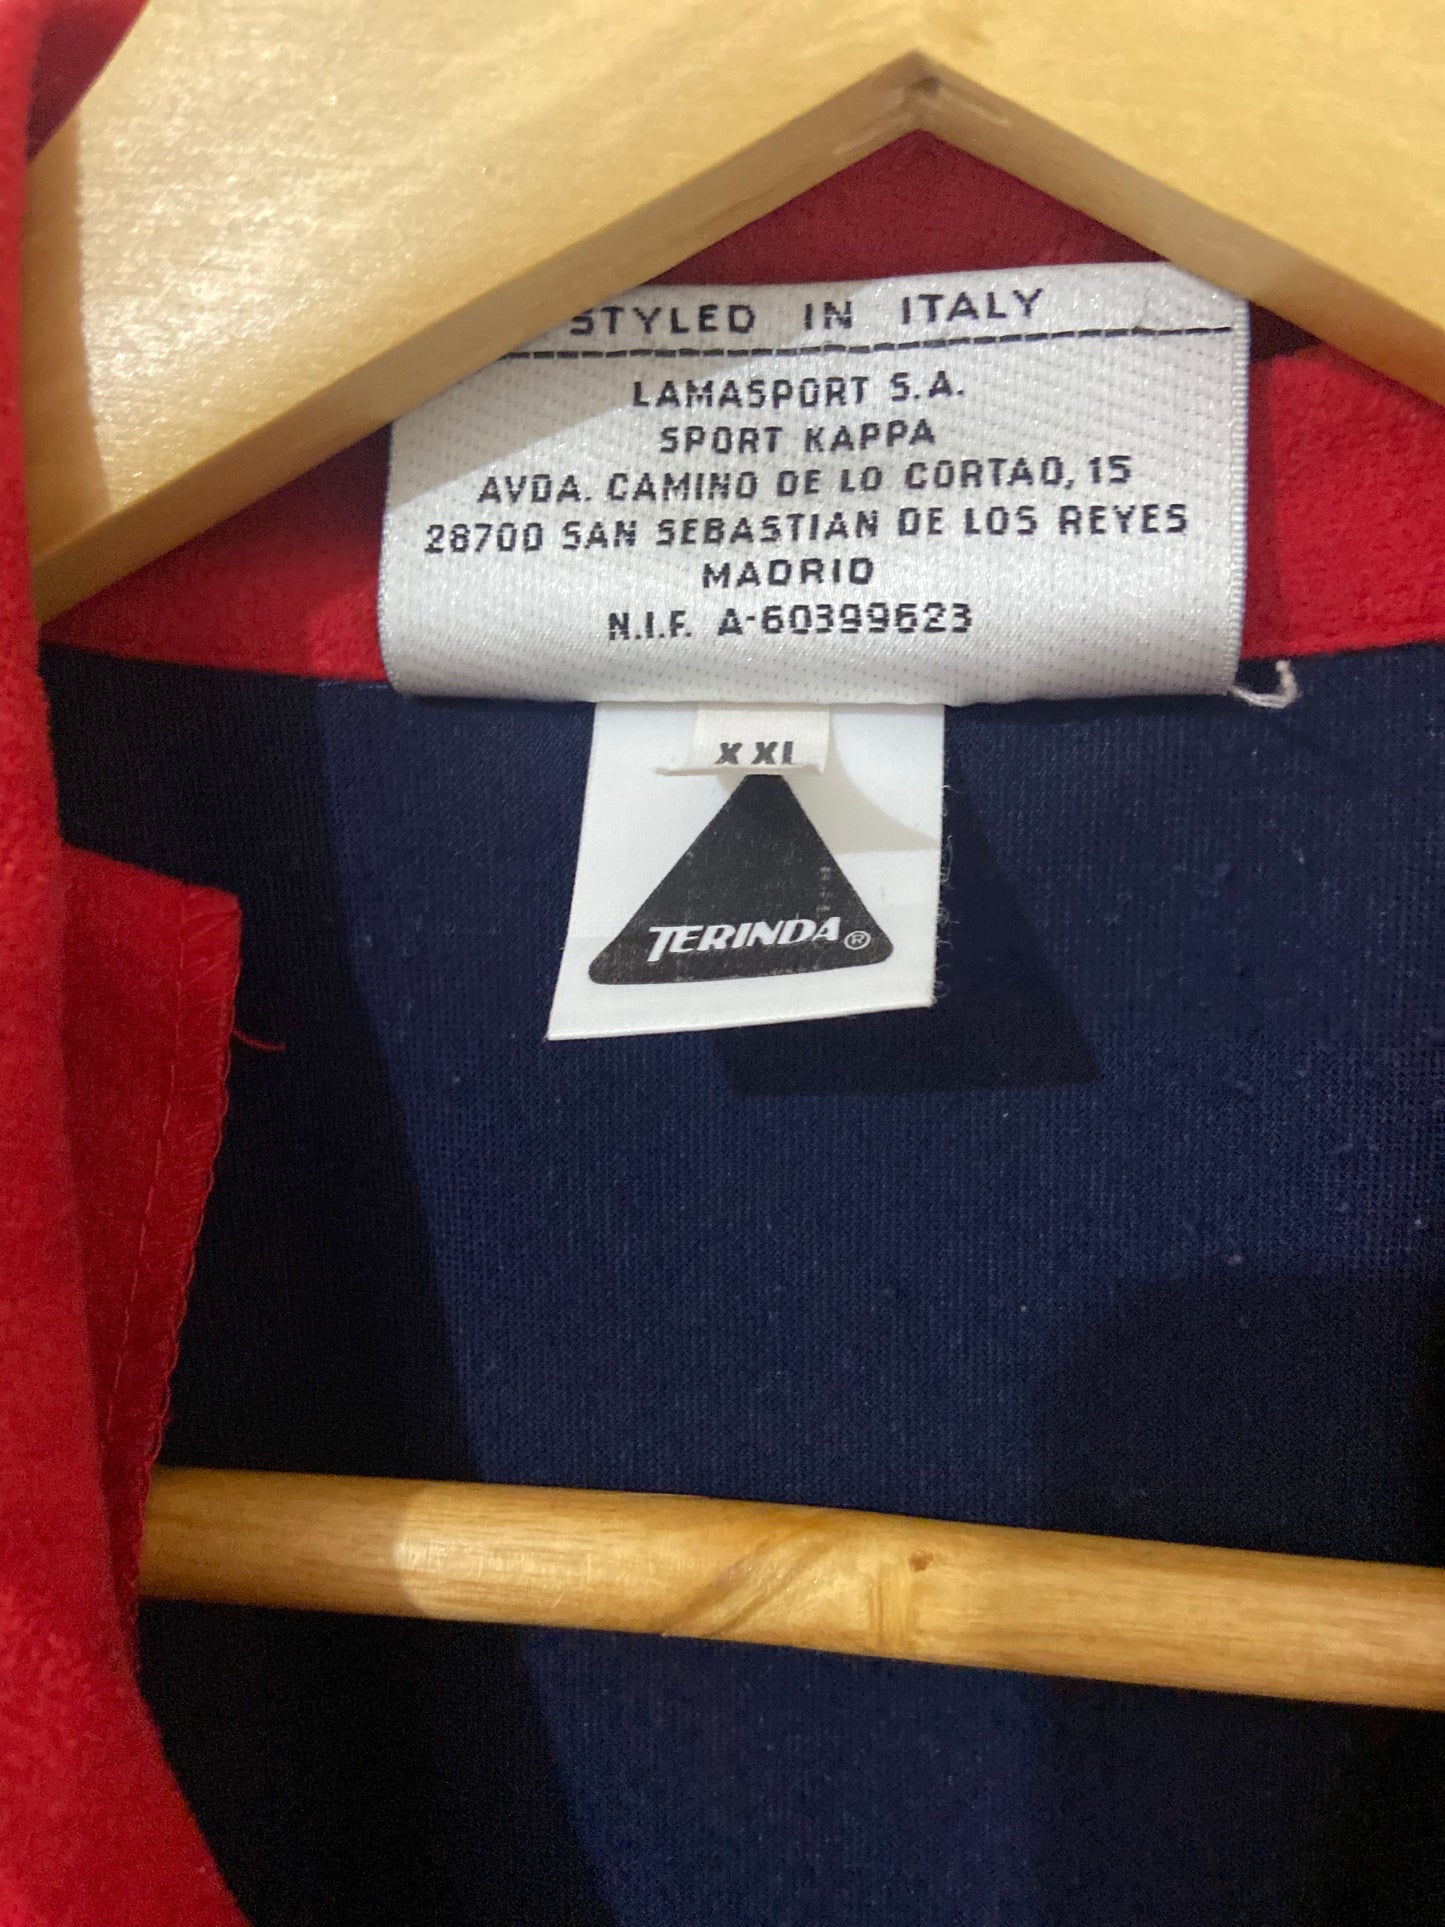 STYLED IN ITALY
LAMASPORT S.A.
SPORT KAPPA
AVDA. CAMINO DE LO CORTAO, 15
28700 SAN SEBASTIAN DE LOS REYES
MADRID
N.I.F. A-60399623
XXL
TERINDA ®